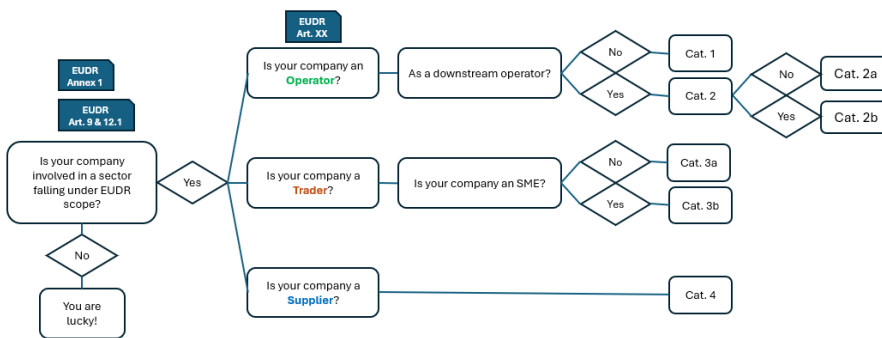 EUDR
Art. XX
EUDR
Annex 1
EUDR
Art. 9 & 12.1
Is your company
involved in a sector
falling under EUDR
scope?
Yes
No
You are
lucky!
Is your company an
Operator?
As a downstream operator?
No
Cat. 1
Yes
Cat. 2
No
Cat. 2a
Yes
Cat. 2b
Is your company a
Trader?
Is your company an SME?
No
Cat. 3a
Yes
Cat. 3b
Is your company a
Supplier?
Cat. 4